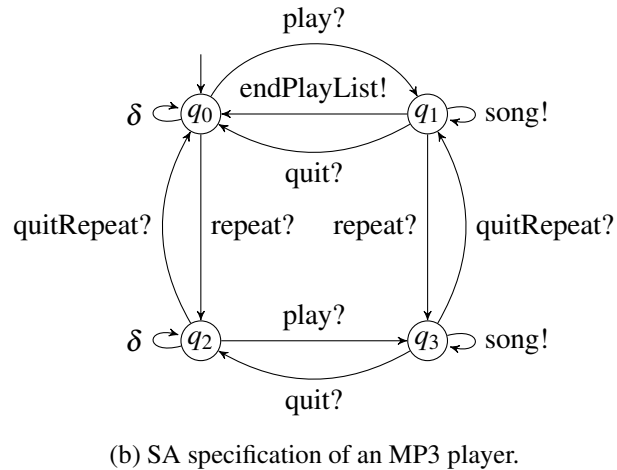 play?
endPlayList!
δ
q0
q1
song!
quit?
quitRepeat?
repeat?
repeat?
quitRepeat?
δ
q2
play?
q3
song!
quit?
(b) SA specification of an MP3 player.